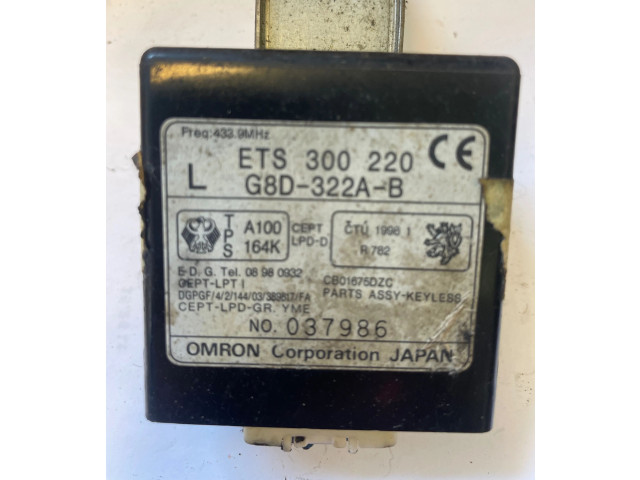 Freq:433.9MHz
ETS 300 220 CE
L G8D-322A-B
TPS A100 164K
CEPT LPD-D
ČTÚ 1998 I
R 762
E.D.G. Tel. 08 98 0932
CEPT-LPT I
DGPGF/4/2/144/03/389817/FA
CEPT-LPD-GR. YME
CB01675DZC
PARTS ASSY-KEYLESS
NO. 037986
OMRON Corporation JAPAN